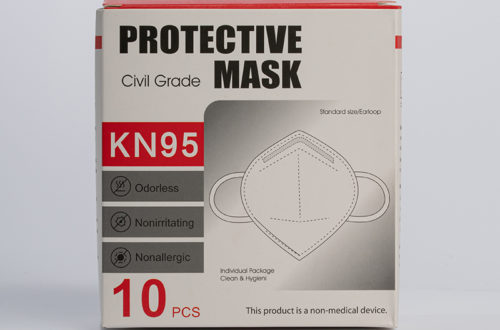 PROTECTIVE
Civil Grade MASK
Standard size/Earloop
KN95
Odorless
Nonirritating
Nonallergic
Individual Package
Clean & Hygieni
10 PCS
This product is a non-medical device.